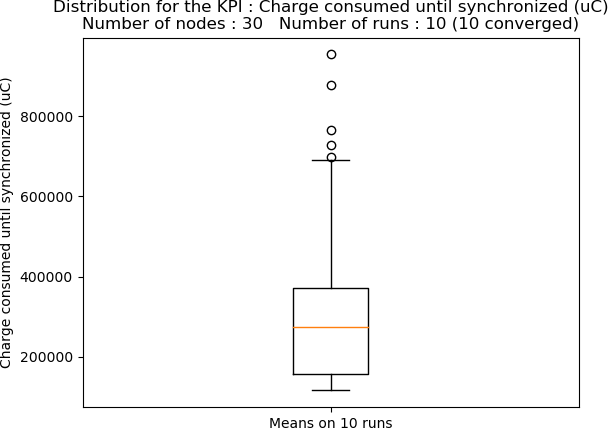 Distribution for the KPI : Charge consumed until synchronized (uC)
Number of nodes : 30   Number of runs : 10 (10 converged)
Charge consumed until synchronized (uC)
800000
600000
400000
200000
Means on 10 runs